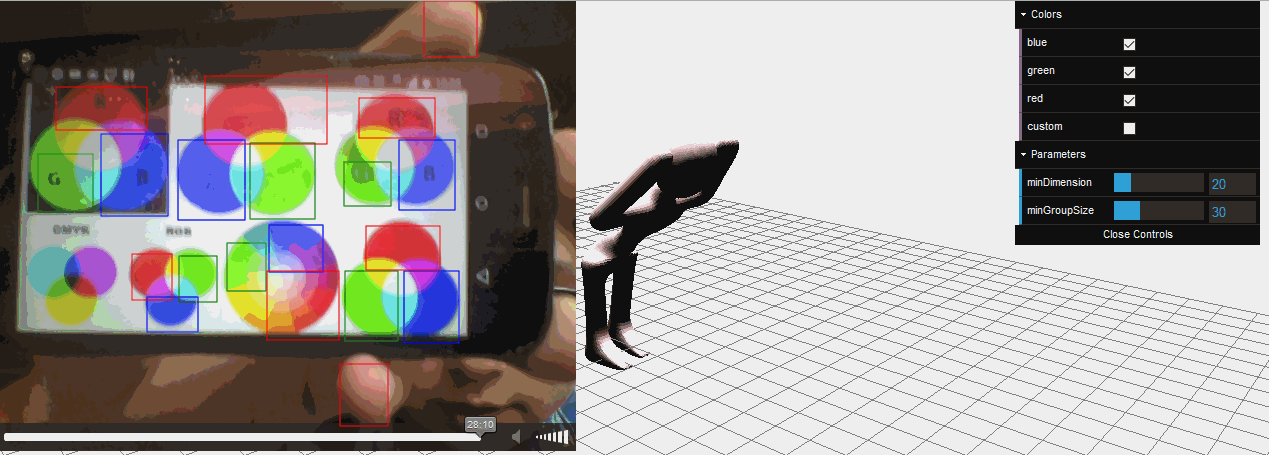 Colors
blue
green
red
custom
Parameters
minDimension 20
minGroupSize 30
Close Controls
G B
CMYK RGB
28:10